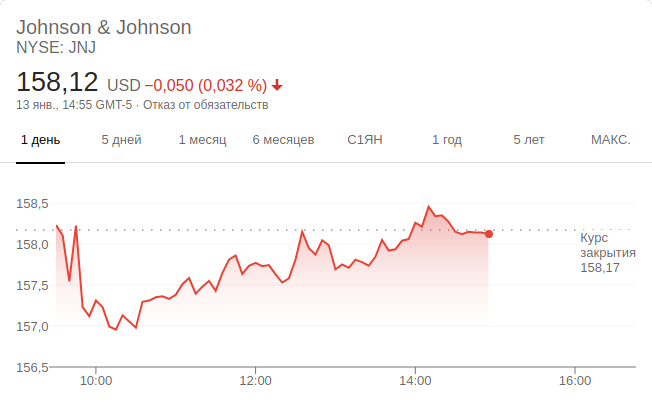 Johnson & Johnson
NYSE: JNJ
158,12 USD −0,050 (0,032 %)
13 янв., 14:55 GMT-5 · Отказ от обязательств
1 день 5 дней 1 месяц 6 месяцев С1ЯН 1 год 5 лет МАКС.
158,5
158,0
157,5
157,0
156,5
Курс
закрытия
158,17
10:00 12:00 14:00 16:00